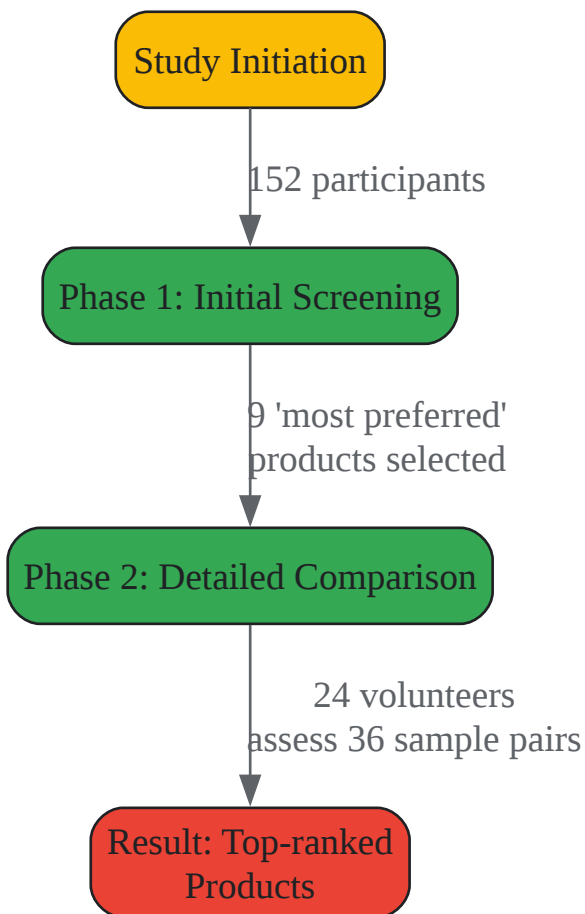 Study Initiation
152 participants
Phase 1: Initial Screening
9 'most preferred'
products selected
Phase 2: Detailed Comparison
24 volunteers
assess 36 sample pairs
Result: Top-ranked
Products